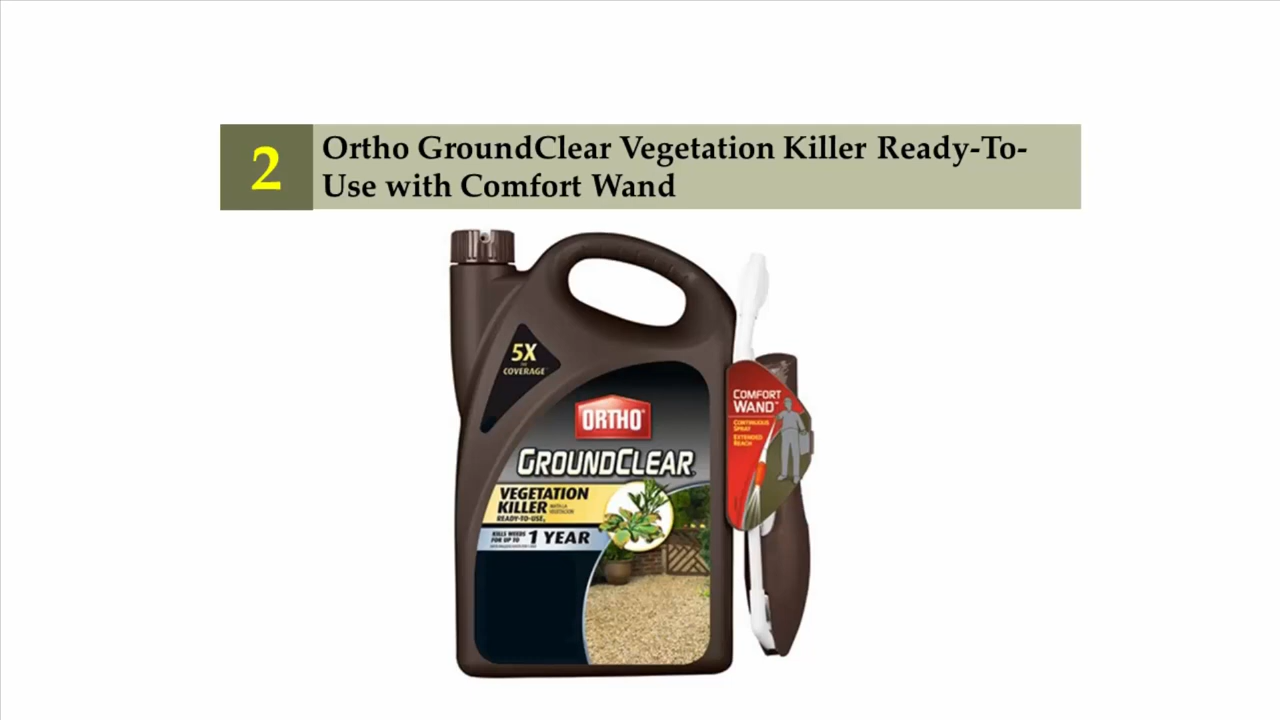 2
Ortho GroundClear Vegetation Killer Ready-To-
Use with Comfort Wand
5X
COVERAGE
ORTHO
GROUNDCLEAR
VEGETATION
KILLER
READY-TO-USE
KILLS WEEDS
FOR UP TO 1 YEAR
COMFORT
WAND™
CONTINUOUS
SPRAY
EXTENDED
REACH